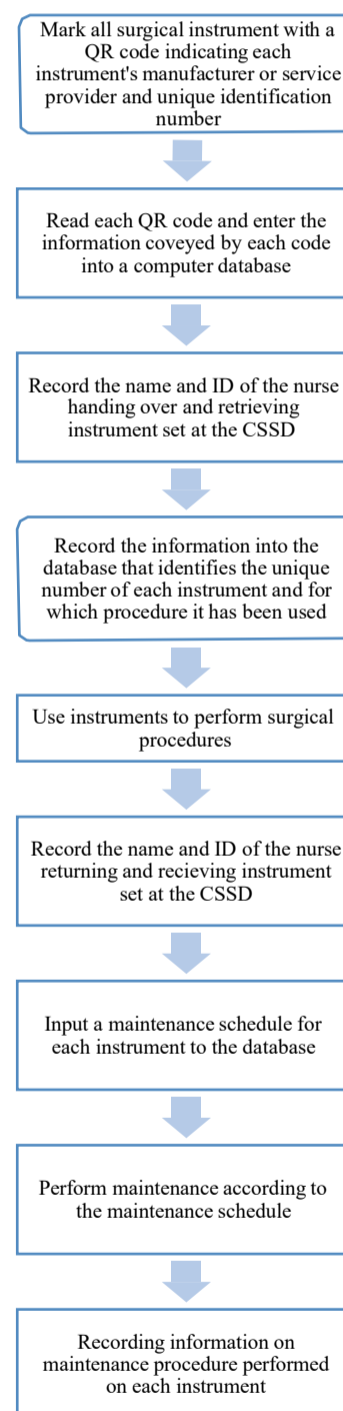 Mark all surgical instrument with a
QR code indicating each
instrument's manufacturer or service
provider and unique identification
number
Read each QR code and enter the
information coveyed by each code
into a computer database
Record the name and ID of the nurse
handing over and retrieving
instrument set at the CSSD
Record the information into the
database that identifies the unique
number of each instrument and for
which procedure it has been used
Use instruments to perform surgical
procedures
Record the name and ID of the nurse
returning and recieving instrument
set at the CSSD
Input a maintenance schedule for
each instrument to the database
Perform maintenance according to
the maintenance schedule
Recording information on
maintenance procedure performed
on each instrument